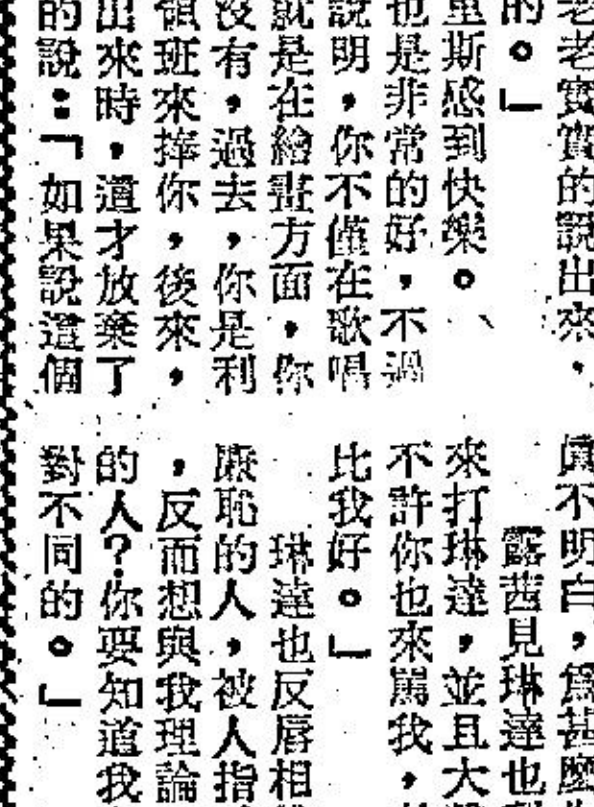 老老實實的說出來,
的。」
里斯感到快樂。
也是非常的好,不過
說明,你不僅在歌唱
就是在繪畫方面,你
沒有,過去,你是利
領班來捧你,後來,
出來時,這才放棄了
的說:「如果說這個
眞不明白,爲甚麼
露茜見琳達也
來打琳達,並且大
不許你也來罵我,
比我好。」
琳達也反唇相
廉恥的人,被人指
,反而想與我理論
的人?你要知道我
對不同的。」